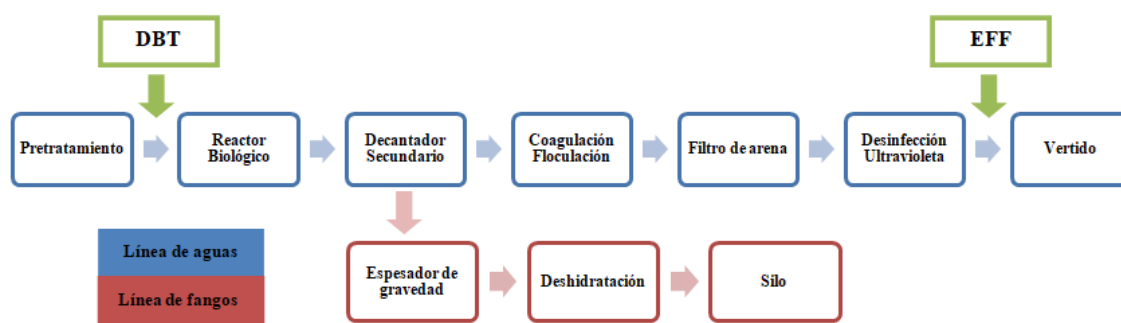 DBT
EFF
Pretratamiento
Reactor
Biológico
Decantador
Secundario
Coagulación
Floculación
Filtro de arena
Desinfección
Ultravioleta
Vertido
Línea de aguas
Línea de fangos
Espesador de
gravedad
Deshidratación
Silo